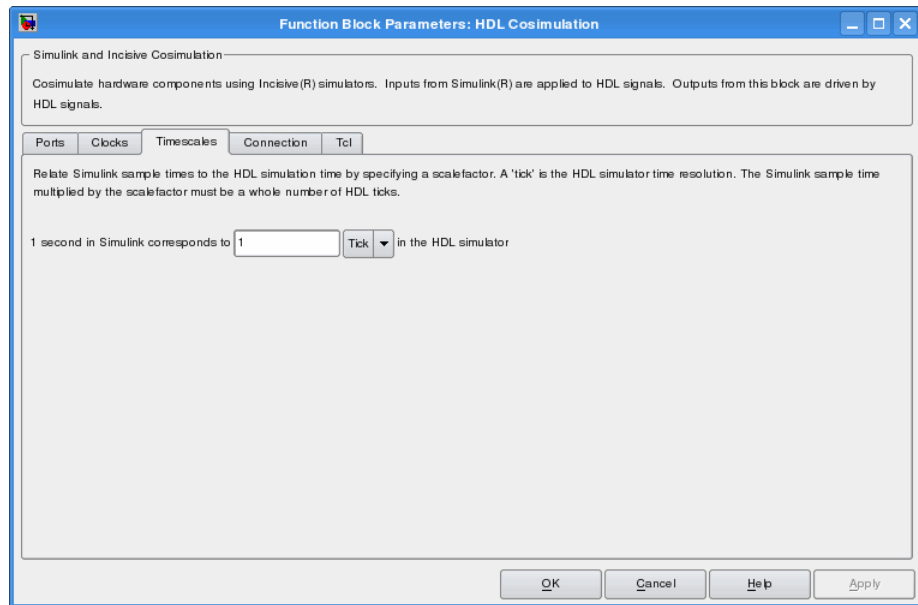 Function Block Parameters: HDL Cosimulation
Simulink and Incisive Cosimulation
Cosimulate hardware components using Incisive(R) simulators. Inputs from Simulink(R) are applied to HDL signals. Outputs from this block are driven by
HDL signals.
Ports Clocks Timescales Connection Tcl
Relate Simulink sample times to the HDL simulation time by specifying a scalefactor. A 'tick' is the HDL simulator time resolution. The Simulink sample time
multiplied by the scalefactor must be a whole number of HDL ticks.
1 second in Simulink corresponds to 1 Tick in the HDL simulator
OK Cancel Help Apply